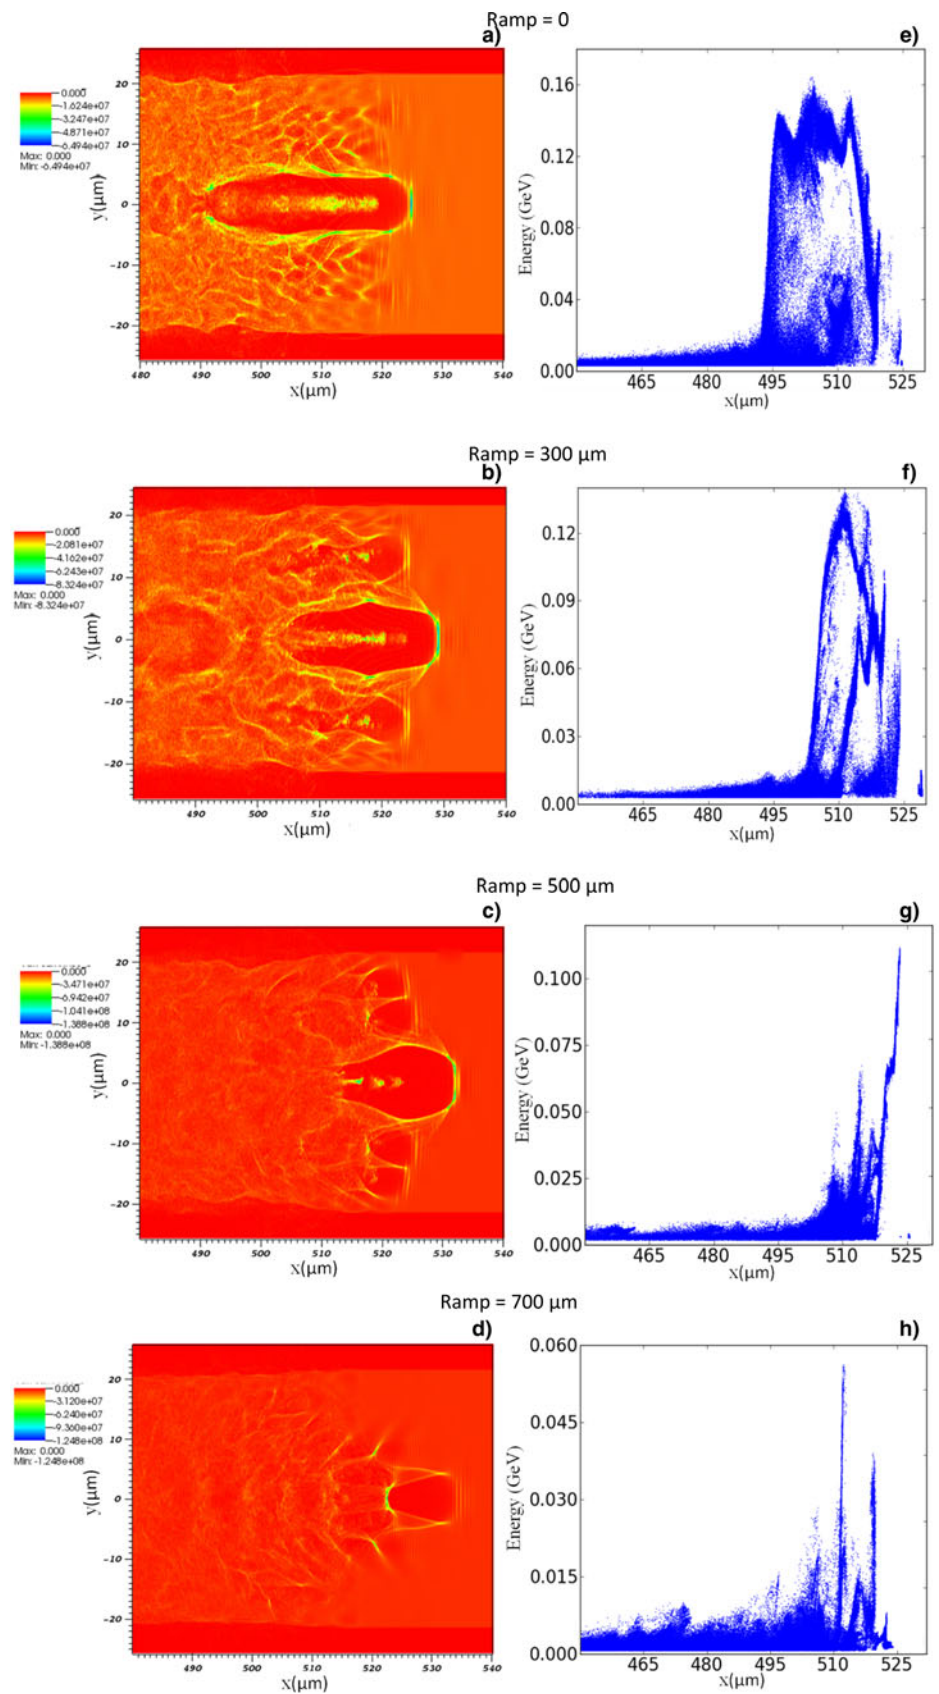 Ramp = 0
a)
e)
0.000
-1.624e+07
-3.247e+07
-4.871e+07
-6.494e+07
Max: 0.000
Min: -6.494e+07
y(μm)
20
10
0
-10
-20
480 490 500 510 520 530 540
x(μm)
Energy (GeV)
0.16
0.12
0.08
0.04
0.00
465 480 495 510 525
x(μm)
Ramp = 300 μm
b)
f)
0.000
-2.081e+07
-4.162e+07
-6.243e+07
-8.324e+07
Max: 0.000
Min: -8.324e+07
y(μm)
20
10
0
-10
-20
490 500 510 520 530 540
x(μm)
Energy (GeV)
0.12
0.09
0.06
0.03
0.00
465 480 495 510 525
x(μm)
Ramp = 500 μm
c)
g)
0.000
-3.471e+07
-6.942e+07
-1.041e+08
-1.388e+08
Max: 0.000
Min: -1.388e+08
y(μm)
20
10
0
-10
-20
490 500 510 520 530 540
x(μm)
Energy (GeV)
0.100
0.075
0.050
0.025
0.000
465 480 495 510 525
x(μm)
Ramp = 700 μm
d)
h)
0.000
-3.120e+07
-6.240e+07
-9.360e+07
-1.248e+08
Max: 0.000
Min: -1.248e+08
y(μm)
20
10
0
-10
-20
490 500 510 520 530 540
x(μm)
Energy (GeV)
0.060
0.045
0.030
0.015
0.000
465 480 495 510 525
x(μm)